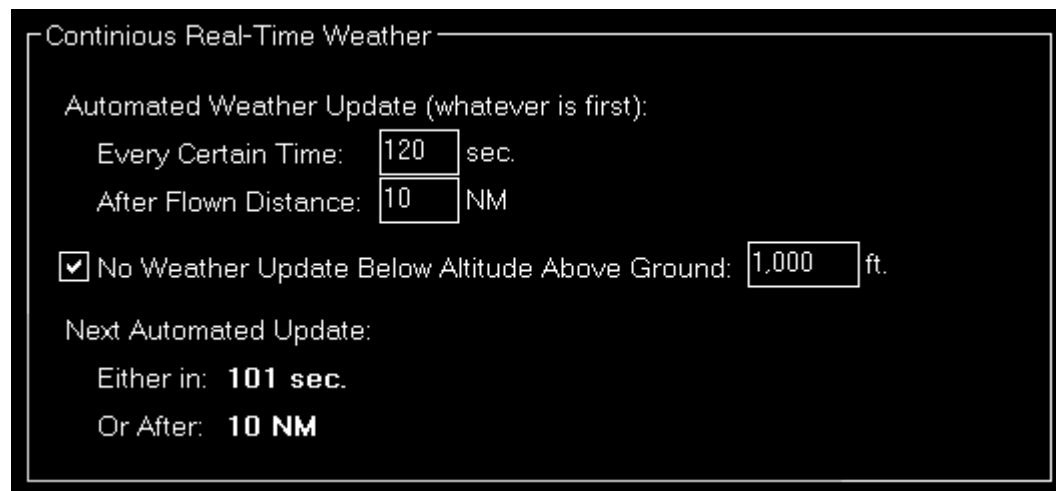 Continious Real-Time Weather
Automated Weather Update (whatever is first):
Every Certain Time: 120 sec.
After Flown Distance: 10 NM
No Weather Update Below Altitude Above Ground: 1,000 ft.
Next Automated Update:
Either in: 101 sec.
Or After: 10 NM